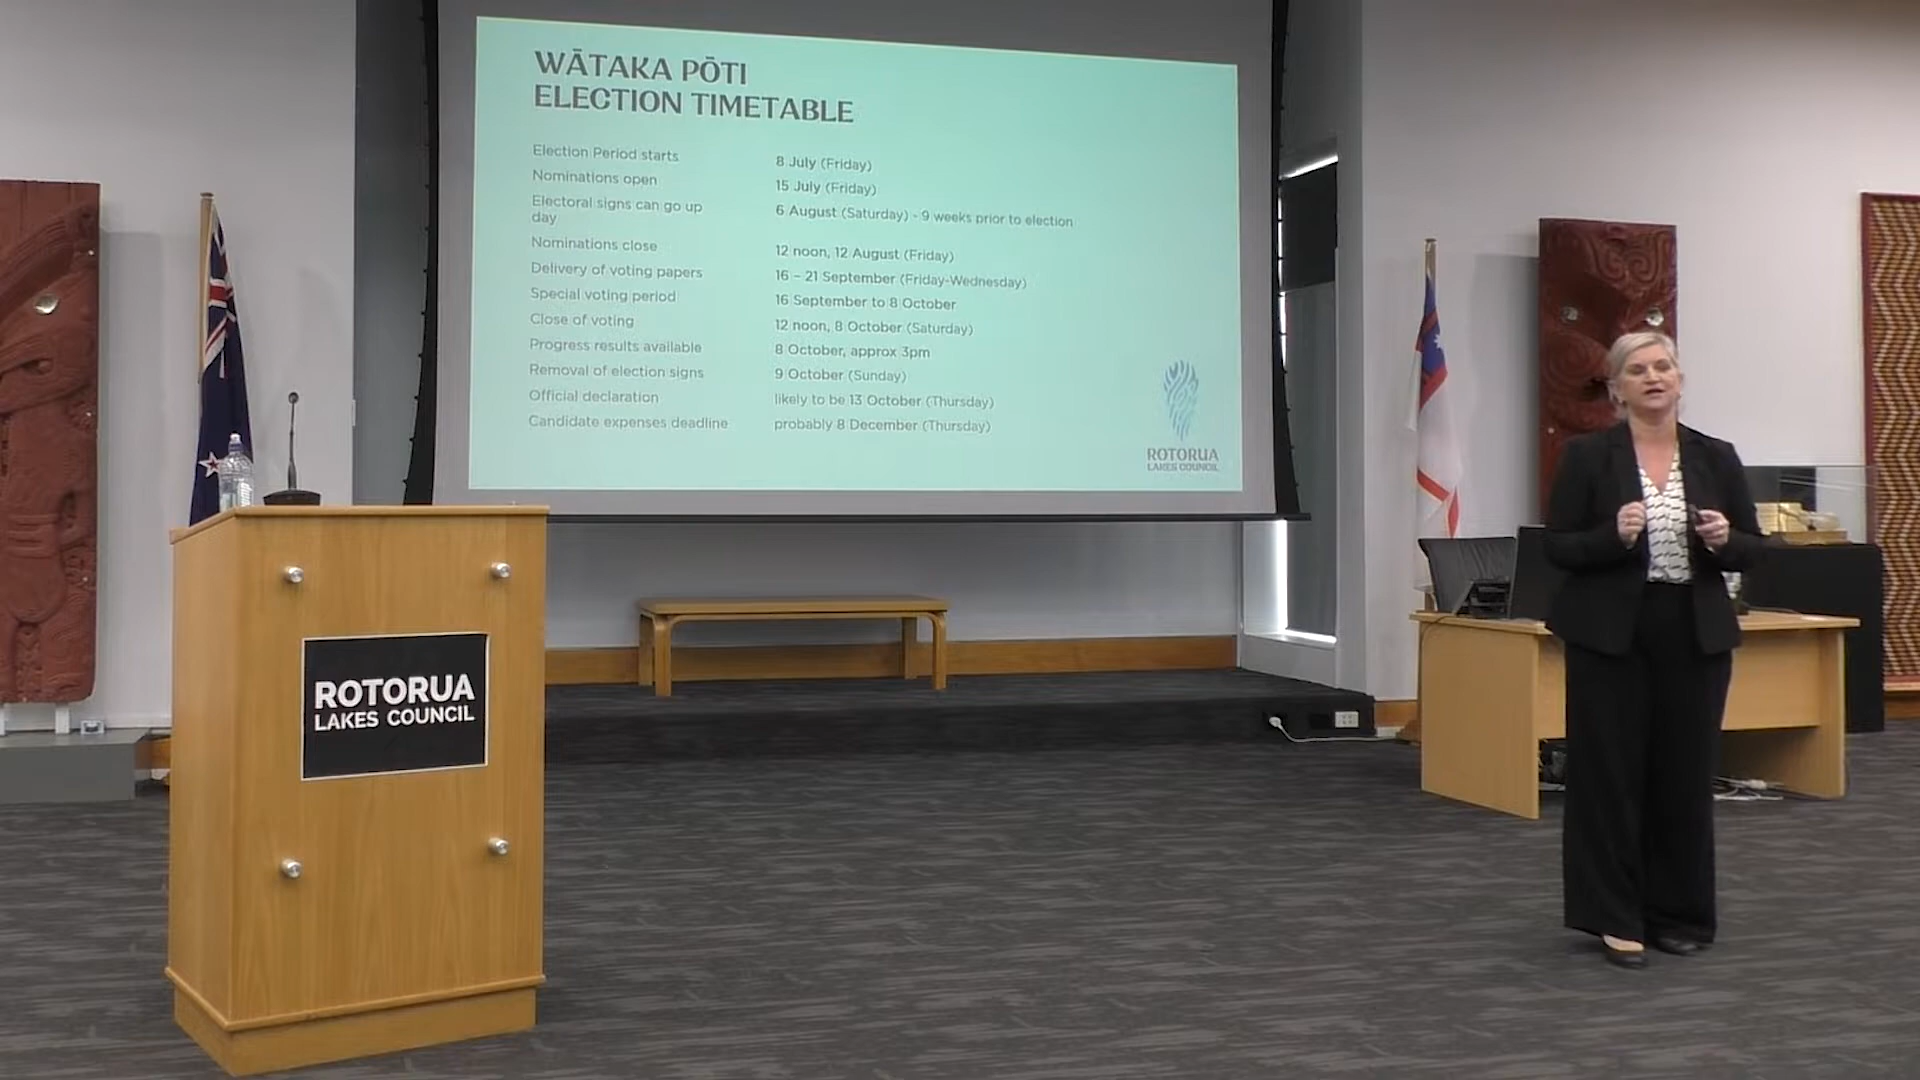 WĀTAKA PŌTI
ELECTION TIMETABLE
Election Period starts 8 July (Friday)
Nominations open 15 July (Friday)
Electoral signs can go up 6 August (Saturday) - 9 weeks prior to election
day
Nominations close 12 noon, 12 August (Friday)
Delivery of voting papers 16 – 21 September (Friday-Wednesday)
Special voting period 16 September to 8 October
Close of voting 12 noon, 8 October (Saturday)
Progress results available 8 October, approx 3pm
Removal of election signs 9 October (Sunday)
Official declaration likely to be 13 October (Thursday)
Candidate expenses deadline probably 8 December (Thursday)
ROTORUA
LAKES COUNCIL
ROTORUA
LAKES COUNCIL